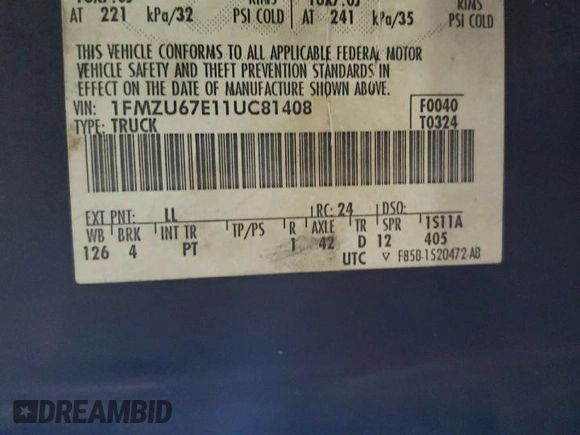 AT 221 kPa/32 PSI COLD AT 241 kPa/35 PSI COLD
THIS VEHICLE CONFORMS TO ALL APPLICABLE FEDERAL MOTOR
VEHICLE SAFETY AND THEFT PREVENTION STANDARDS IN
EFFECT ON THE DATE OF MANUFACTURE SHOWN ABOVE.
VIN: 1FMZU67E11UC81408 F0040
TYPE: TRUCK T0324
EXT PNT: LL RC: 24 DSO:
WB BRK INT TR TP/PS R AXLE TR SPR 1S11A
126 4 PT 1 42 D 12 405
UTC ▽ F85B-1520472-AB
DREAMBID